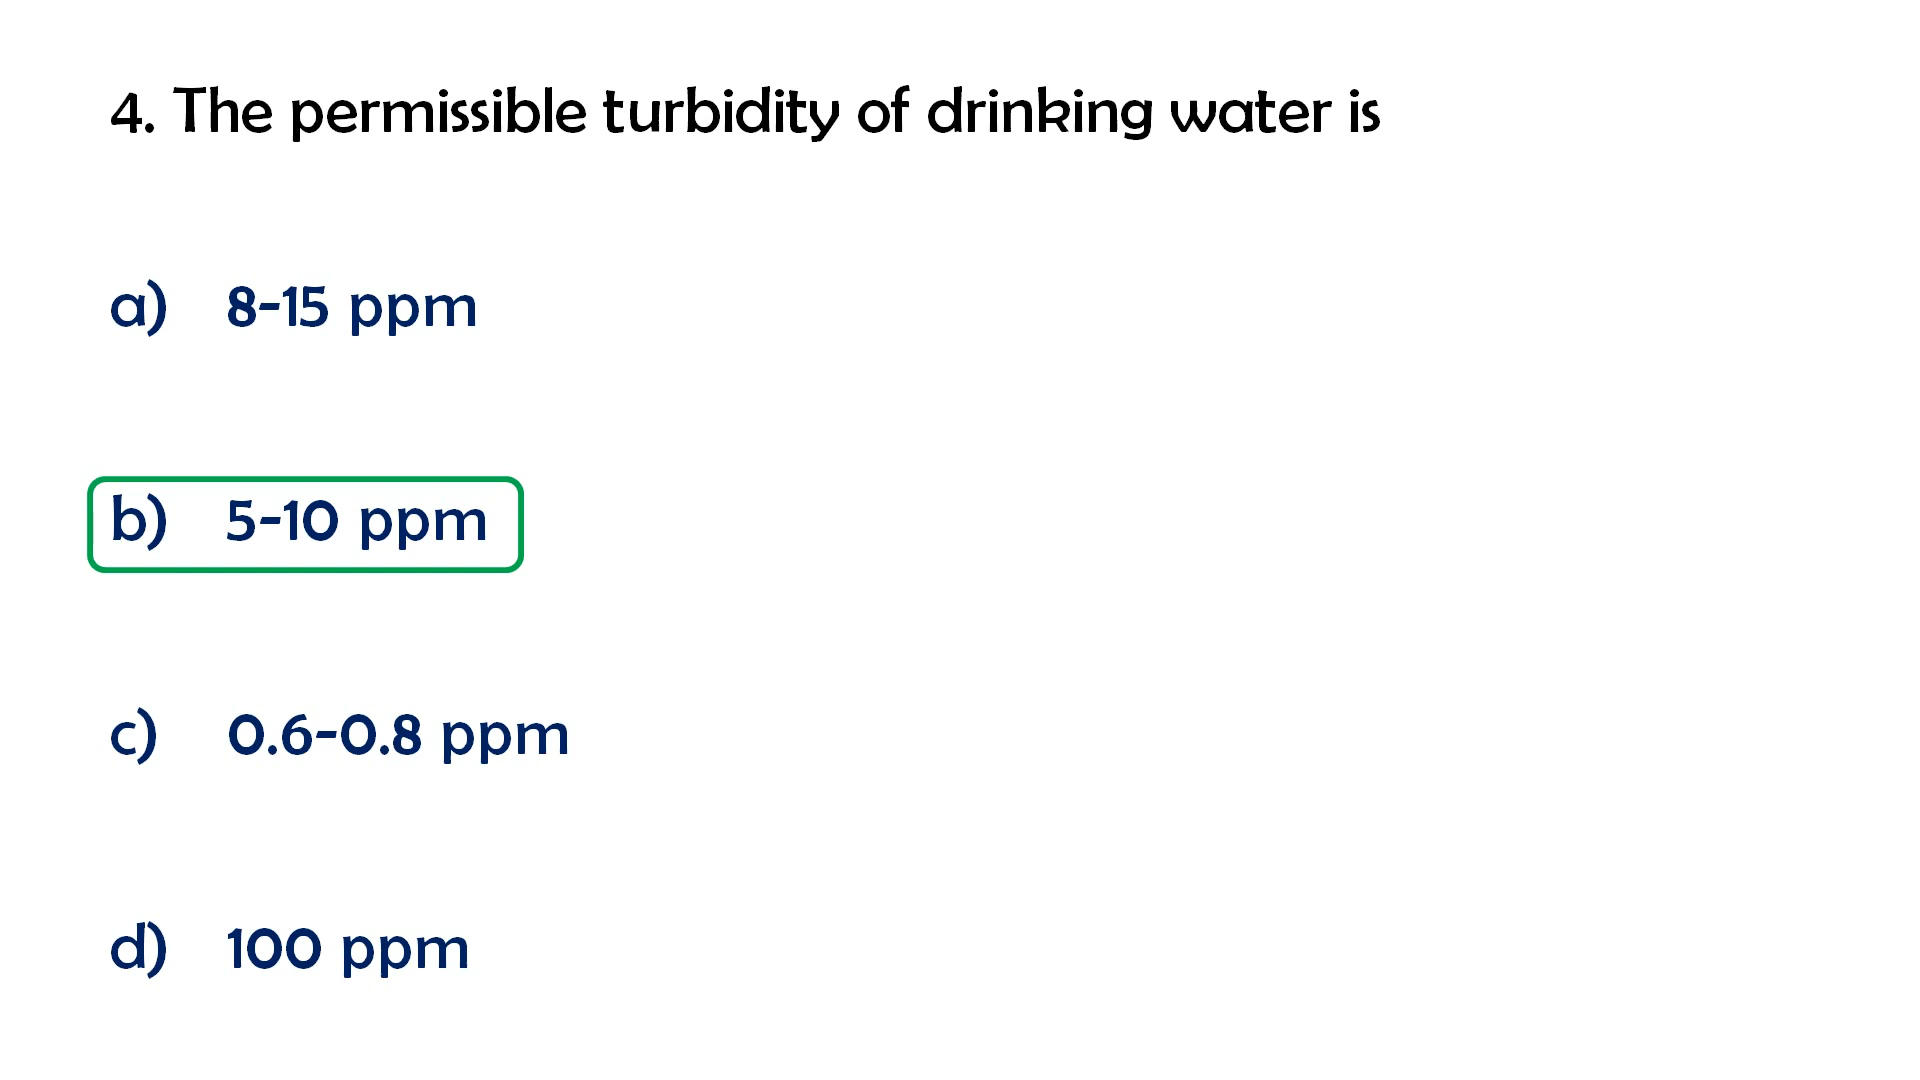 4. The permissible turbidity of drinking water is
a) 8-15 ppm
b) 5-10 ppm
c) 0.6-0.8 ppm
d) 100 ppm